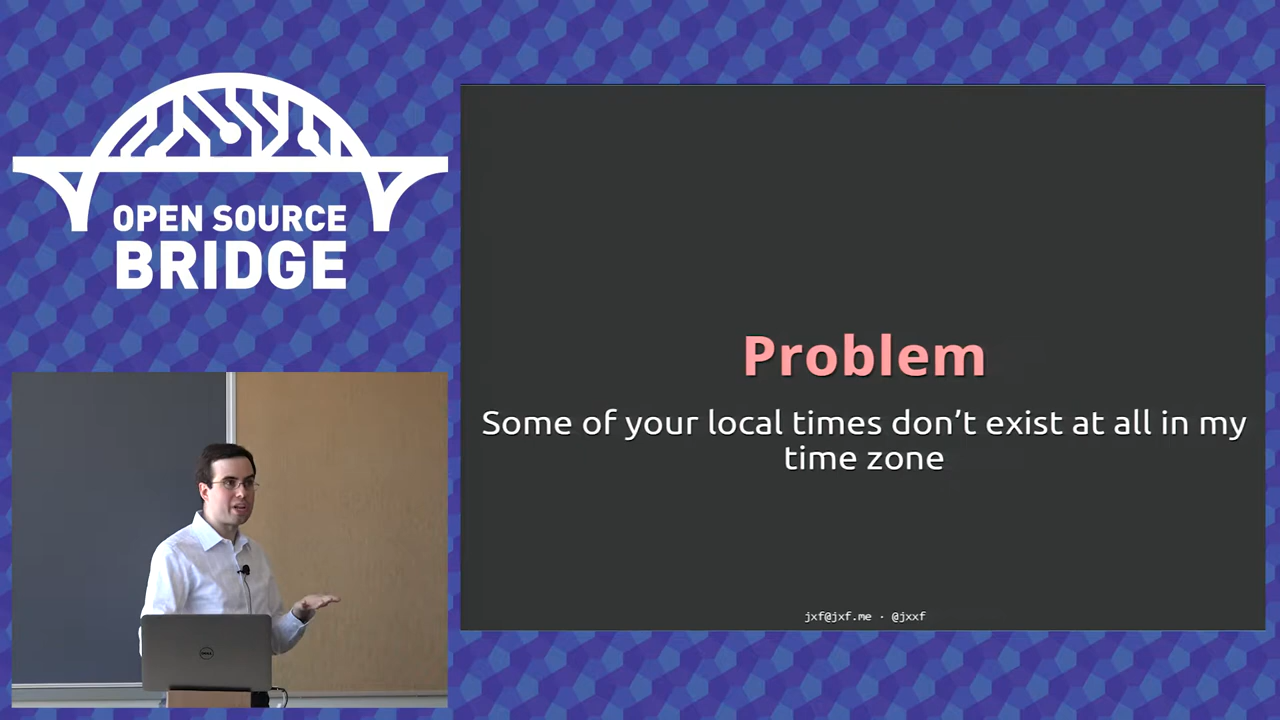 OPEN SOURCE
BRIDGE
Problem
Some of your local times don’t exist at all in my
time zone
jxf@jxf.me · @jxxf
DELL